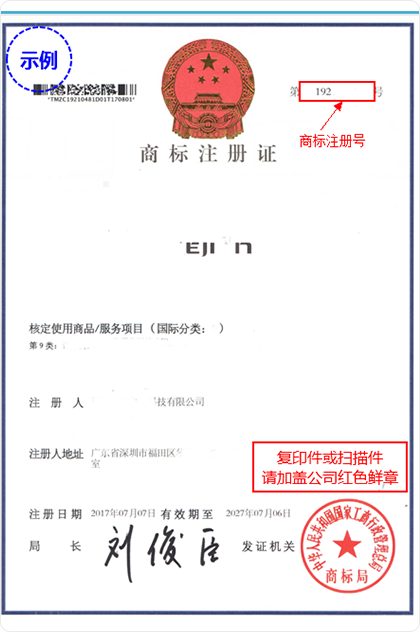 示例
*TMZC19210481D01T170801*
第 192 号
商标注册号
商标注册证
EJI
核定使用商品/服务项目（国际分类: ）
第 9 类:
注 册 人 科技有限公司
注册人地址 广东省深圳市福田区
室
复印件或扫描件
请加盖公司红色鲜章
注册日期 2017年07月07日 有效期至 2027年07月06日
局 长 刘俊臣 发证机关
中华人民共和国国家工商行政管理总局
商标局